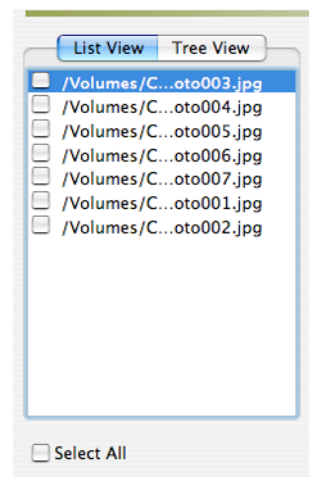 List View Tree View
/Volumes/C...oto003.jpg
/Volumes/C...oto004.jpg
/Volumes/C...oto005.jpg
/Volumes/C...oto006.jpg
/Volumes/C...oto007.jpg
/Volumes/C...oto001.jpg
/Volumes/C...oto002.jpg
Select All